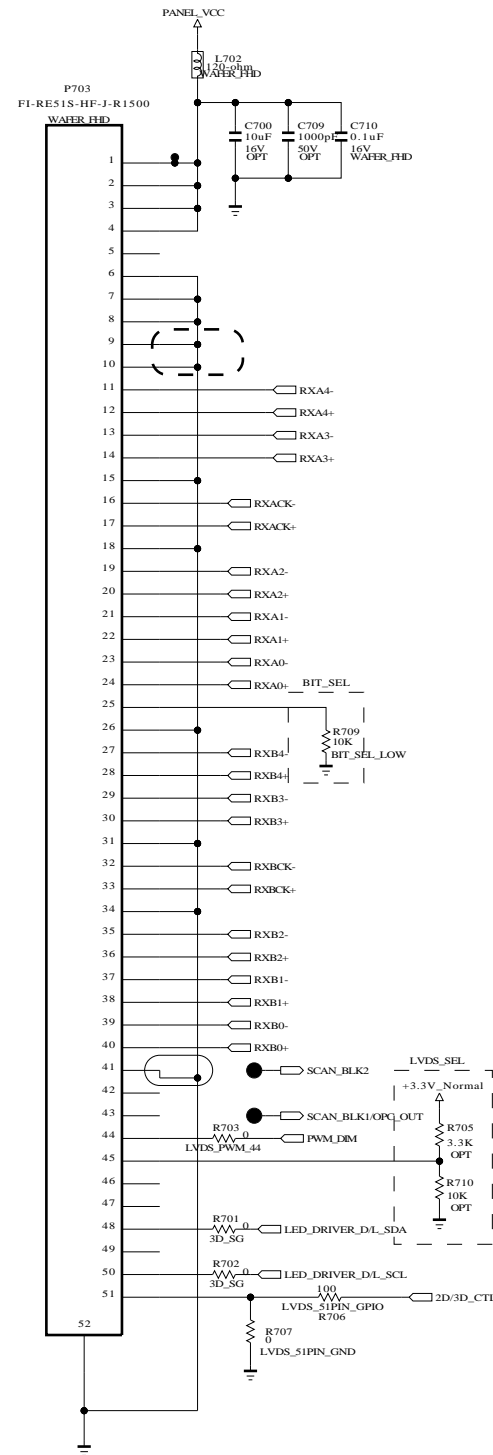 PANEL_VCC
L702
120-ohm
WAFER_FHD
P703
FI-RE51S-HF-J-R1500
WAFER_FHD
C700
10uF
16V
OPT
C709
1000pF
50V
OPT
C710
0.1uF
16V
WAFER_FHD
1
2
3
4
5
6
7
8
9
10
11 RXA4-
12 RXA4+
13 RXA3-
14 RXA3+
15
16 RXACK-
17 RXACK+
18
19 RXA2-
20 RXA2+
21 RXA1-
22 RXA1+
23 RXA0-
24 RXA0+
BIT_SEL
25
R709
10K
BIT_SEL_LOW
26
27 RXB4-
28 RXB4+
29 RXB3-
30 RXB3+
31
32 RXBCK-
33 RXBCK+
34
35 RXB2-
36 RXB2+
37 RXB1-
38 RXB1+
39 RXB0-
40 RXB0+
41 SCAN_BLK2
42
43 SCAN_BLK1/OPC_OUT
LVDS_SEL
+3.3V_Normal
R705
3.3K
OPT
R710
10K
OPT
R703
44 0 PWM_DIM
LVDS_PWM_44
45
46
47
R701
48 0 LED_DRIVER_D/L_SDA
3D_SG
49
R702
50 0 LED_DRIVER_D/L_SCL
3D_SG
51 100 2D/3D_CTL
LVDS_51PIN_GPIO
R706
52
R707
0
LVDS_51PIN_GND